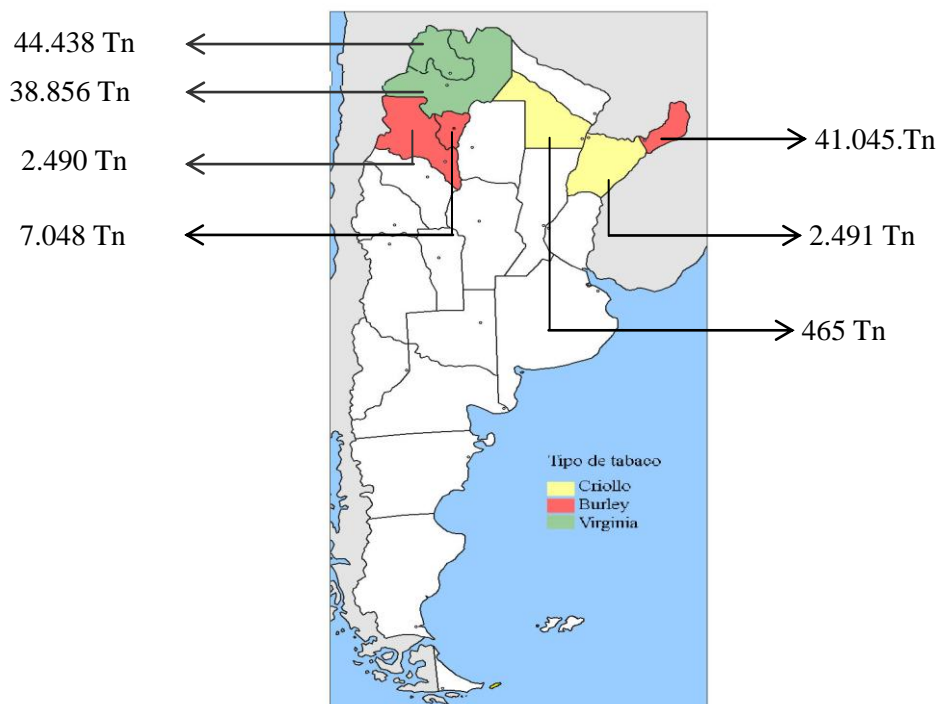 44.438 Tn
38.856 Tn
2.490 Tn
7.048 Tn
41.045.Tn
2.491 Tn
465 Tn
Tipo de tabaco
Criollo
Burley
Virginia